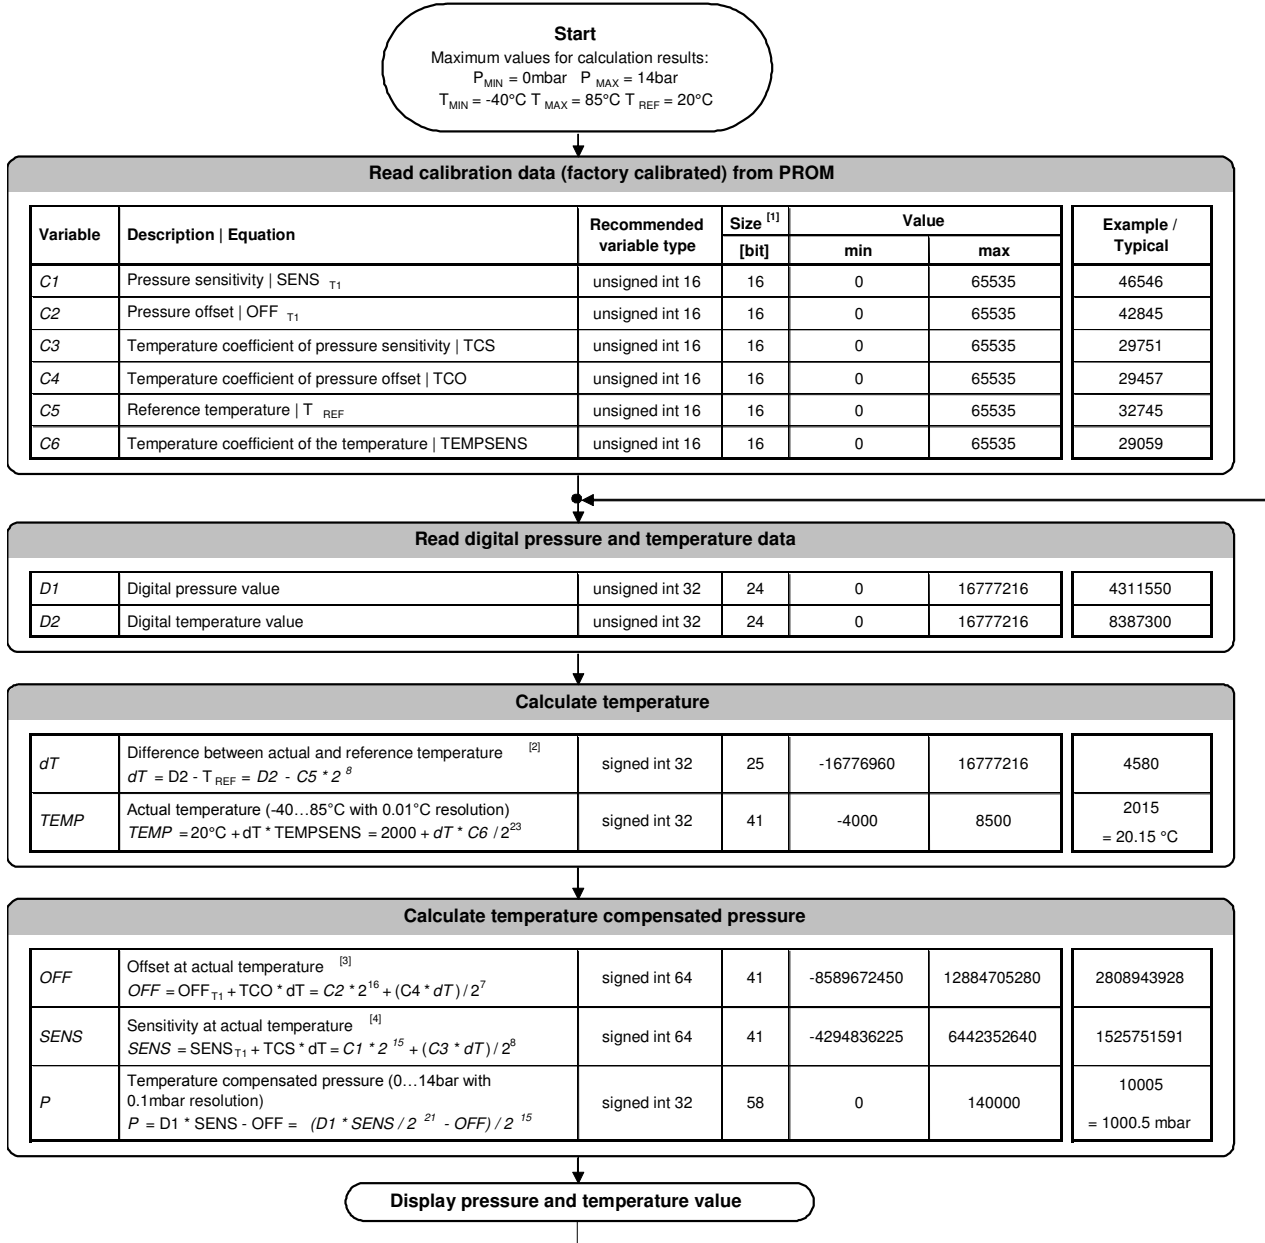 Start
Maximum values for calculation results:
P MIN = 0mbar P MAX = 14bar
T MIN = -40°C T MAX = 85°C T REF = 20°C
Read calibration data (factory calibrated) from PROM
Variable Description | Equation Recommended variable type Size [1] [bit] Value min max Example / Typical
C1 Pressure sensitivity | SENS T1 unsigned int 16 16 0 65535 46546
C2 Pressure offset | OFF T1 unsigned int 16 16 0 65535 42845
C3 Temperature coefficient of pressure sensitivity | TCS unsigned int 16 16 0 65535 29751
C4 Temperature coefficient of pressure offset | TCO unsigned int 16 16 0 65535 29457
C5 Reference temperature | T REF unsigned int 16 16 0 65535 32745
C6 Temperature coefficient of the temperature | TEMPSENS unsigned int 16 16 0 65535 29059
Read digital pressure and temperature data
D1 Digital pressure value unsigned int 32 24 0 16777216 4311550
D2 Digital temperature value unsigned int 32 24 0 16777216 8387300
Calculate temperature
dT Difference between actual and reference temperature [2]
dT = D2 - T REF = D2 - C5 * 2^8 signed int 32 25 -16776960 16777216 4580
TEMP Actual temperature (-40…85°C with 0.01°C resolution)
TEMP = 20°C + dT * TEMPSENS = 2000 + dT * C6 / 2^23 signed int 32 41 -4000 8500 2015
= 20.15 °C
Calculate temperature compensated pressure
OFF Offset at actual temperature [3]
OFF = OFF T1 + TCO * dT = C2 * 2^16 + (C4 * dT ) / 2^7 signed int 64 41 -8589672450 12884705280 2808943928
SENS Sensitivity at actual temperature [4]
SENS = SENS T1 + TCS * dT = C1 * 2^15 + (C3 * dT ) / 2^8 signed int 64 41 -4294836225 6442352640 1525751591
P Temperature compensated pressure (0…14bar with
0.1mbar resolution)
P = D1 * SENS - OFF = (D1 * SENS / 2^21 - OFF) / 2^15 signed int 32 58 0 140000 10005
= 1000.5 mbar
Display pressure and temperature value